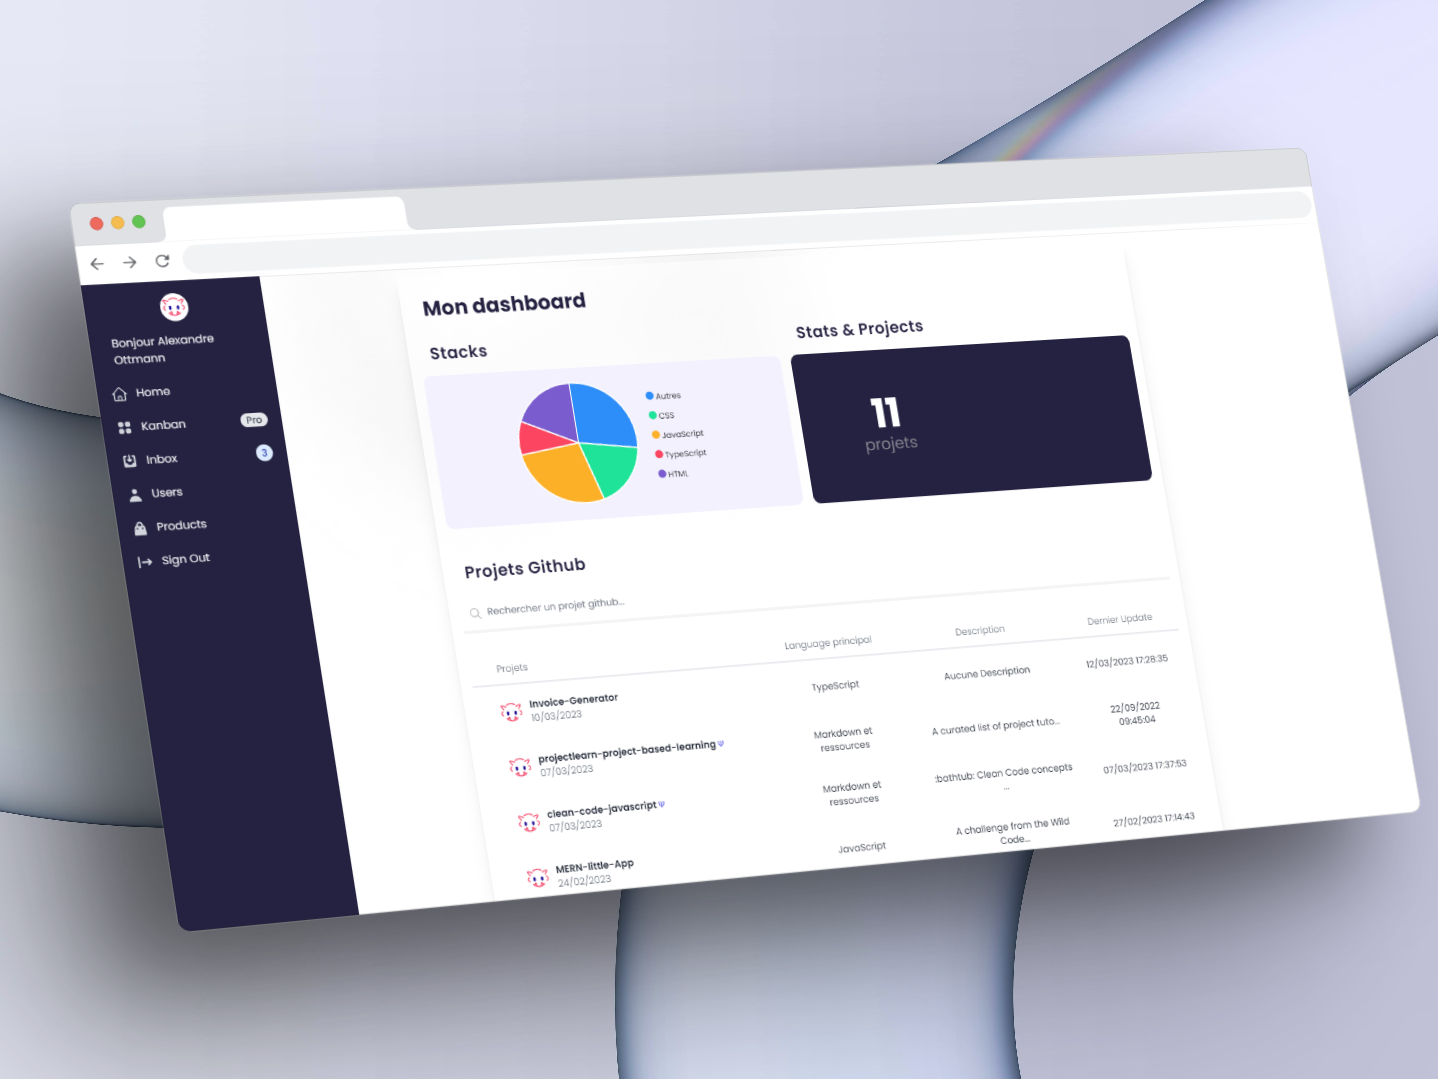 Bonjour Alexandre
Ottmann
Home
Kanban
Pro
Inbox
3
Users
Products
Sign Out
Mon dashboard
Stacks
Autres
CSS
JavaScript
TypeScript
HTML
Stats & Projects
11
projets
Projets Github
Rechercher un projet github...
Projets
Language principal
Description
Dernier Update
Invoice-Generator
10/03/2023
TypeScript
Aucune Description
12/03/2023 17:28:35
projectlearn-project-based-learning
07/03/2023
Markdown et
ressources
A curated list of project tuto...
22/09/2022
09:45:04
clean-code-javascript
07/03/2023
Markdown et
ressources
:bathtub: Clean Code concepts
...
07/03/2023 17:37:53
MERN-little-App
24/02/2023
JavaScript
A challenge from the Wild
Code...
27/02/2023 17:14:43